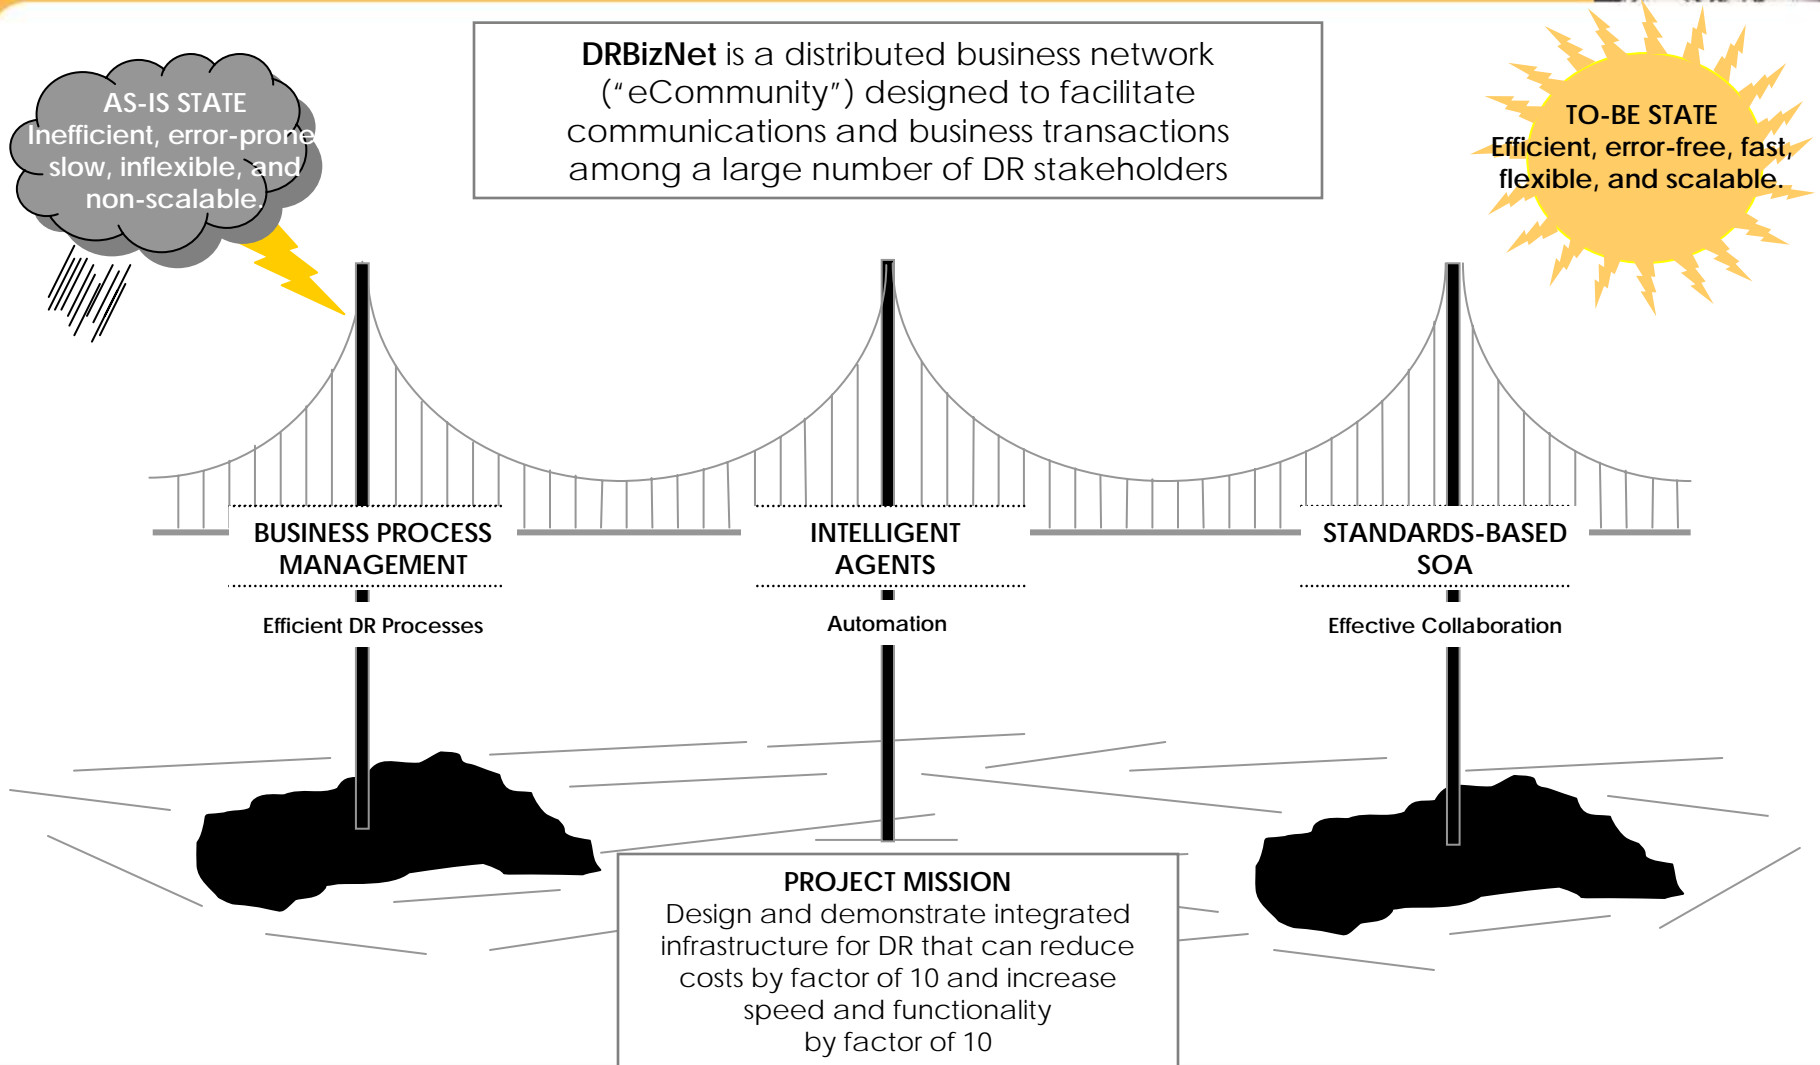 DRBizNet is a distributed business network
(“eCommunity”) designed to facilitate
communications and business transactions
among a large number of DR stakeholders
AS-IS STATE
Inefficient, error-prone
slow, inflexible, and
non-scalable.
TO-BE STATE
Efficient, error-free, fast,
flexible, and scalable.
BUSINESS PROCESS
MANAGEMENT
Efficient DR Processes
INTELLIGENT
AGENTS
Automation
STANDARDS-BASED
SOA
Effective Collaboration
PROJECT MISSION
Design and demonstrate integrated
infrastructure for DR that can reduce
costs by factor of 10 and increase
speed and functionality
by factor of 10